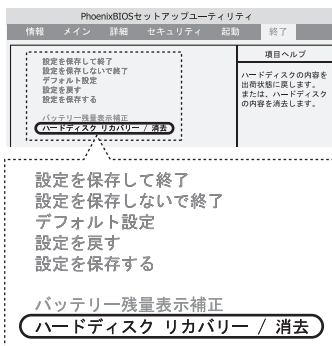 PhoenixBIOSセットアップユーティリティ
情報 メイン 詳細 セキュリティ 起動 終了
設定を保存して終了
設定を保存しないで終了
デフォルト設定
設定を戻す
設定を保存する
バッテリー残量表示補正
ハードディスク リカバリー / 消去
項目ヘルプ
ハードディスクの内容を
出荷状態に戻します。
または、ハードディスク
の内容を消去します。
設定を保存して終了
設定を保存しないで終了
デフォルト設定
設定を戻す
設定を保存する
バッテリー残量表示補正
ハードディスク リカバリー / 消去